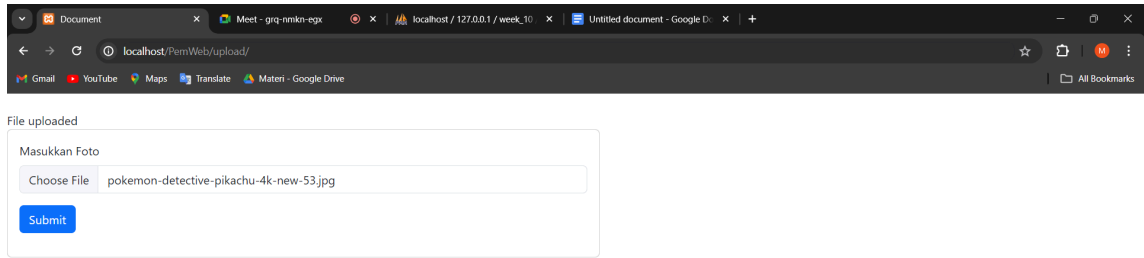 Document
Meet - grq-nmkn-egx
localhost / 127.0.0.1 / week_10
Untitled document - Google Do
localhost/PemWeb/upload/
M
Gmail
YouTube
Maps
Translate
Materi - Google Drive
All Bookmarks
File uploaded
Masukkan Foto
Choose File pokemon-detective-pikachu-4k-new-53.jpg
Submit